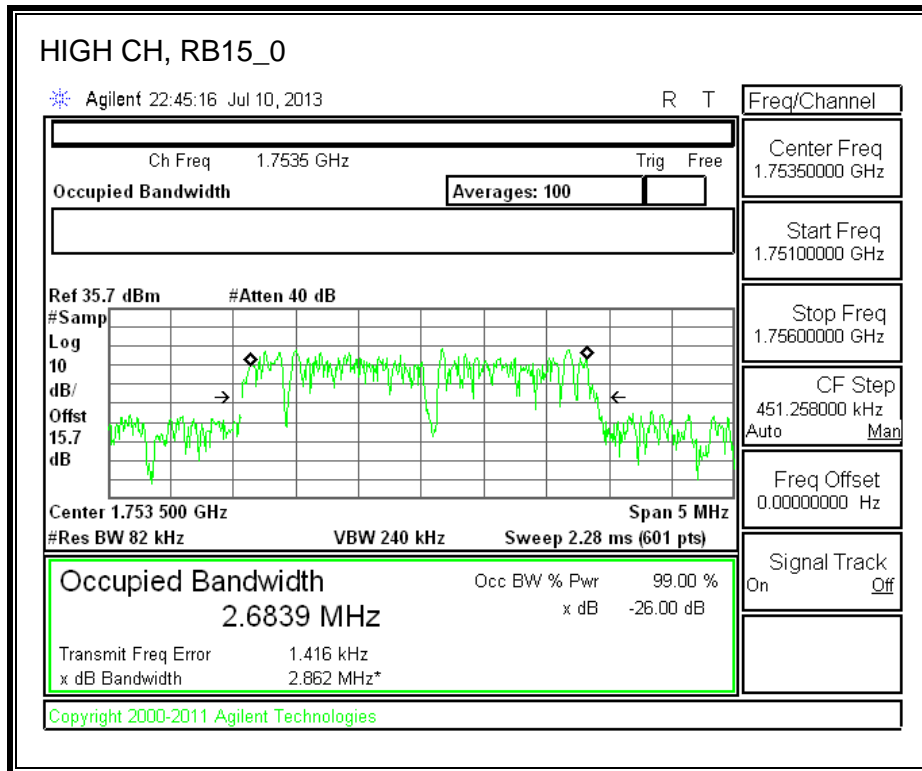 HIGH CH, RB15_0
Agilent 22:45:16 Jul 10, 2013 R T
Freq/Channel
Ch Freq 1.7535 GHz Trig Free
Occupied Bandwidth Averages: 100
Center Freq
1.75350000 GHz
Start Freq
1.75100000 GHz
Stop Freq
1.75600000 GHz
CF Step
451.258000 kHz
Auto Man
Freq Offset
0.00000000 Hz
Signal Track
On Off
Ref 35.7 dBm #Atten 40 dB
#Samp
Log
10
dB/
Offst
15.7
dB
Center 1.753 500 GHz Span 5 MHz
#Res BW 82 kHz VBW 240 kHz Sweep 2.28 ms (601 pts)
Occupied Bandwidth Occ BW % Pwr 99.00 %
2.6839 MHz x dB -26.00 dB
Transmit Freq Error 1.416 kHz
x dB Bandwidth 2.862 MHz*
Copyright 2000-2011 Agilent Technologies